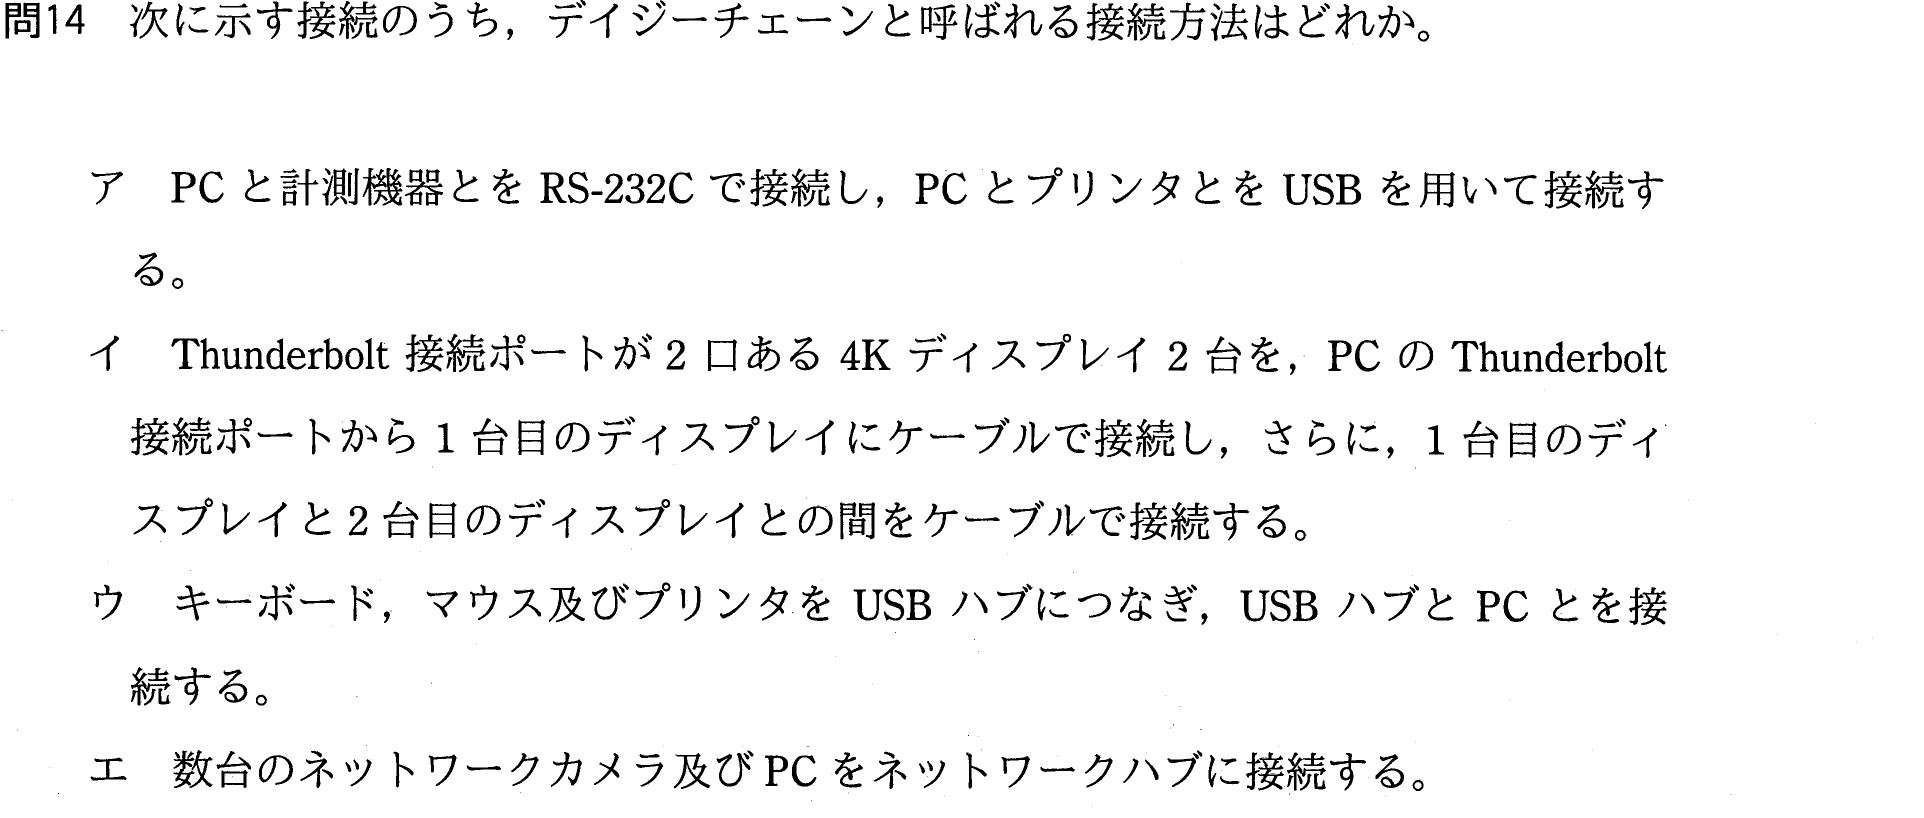 問14 次に示す接続のうち，デイジーチェーンと呼ばれる接続方法はどれか。
ア PC と計測機器とを RS-232C で接続し，PC とプリンタとを USB を用いて接続す
る。
イ Thunderbolt 接続ポートが 2 口ある 4K ディスプレイ 2 台を，PC の Thunderbolt
接続ポートから 1 台目のディスプレイにケーブルで接続し，さらに，1 台目のディ
スプレイと 2 台目のディスプレイとの間をケーブルで接続する。
ウ キーボード，マウス及びプリンタを USB ハブにつなぎ，USB ハブと PC とを接
続する。
エ 数台のネットワークカメラ及び PC をネットワークハブに接続する。